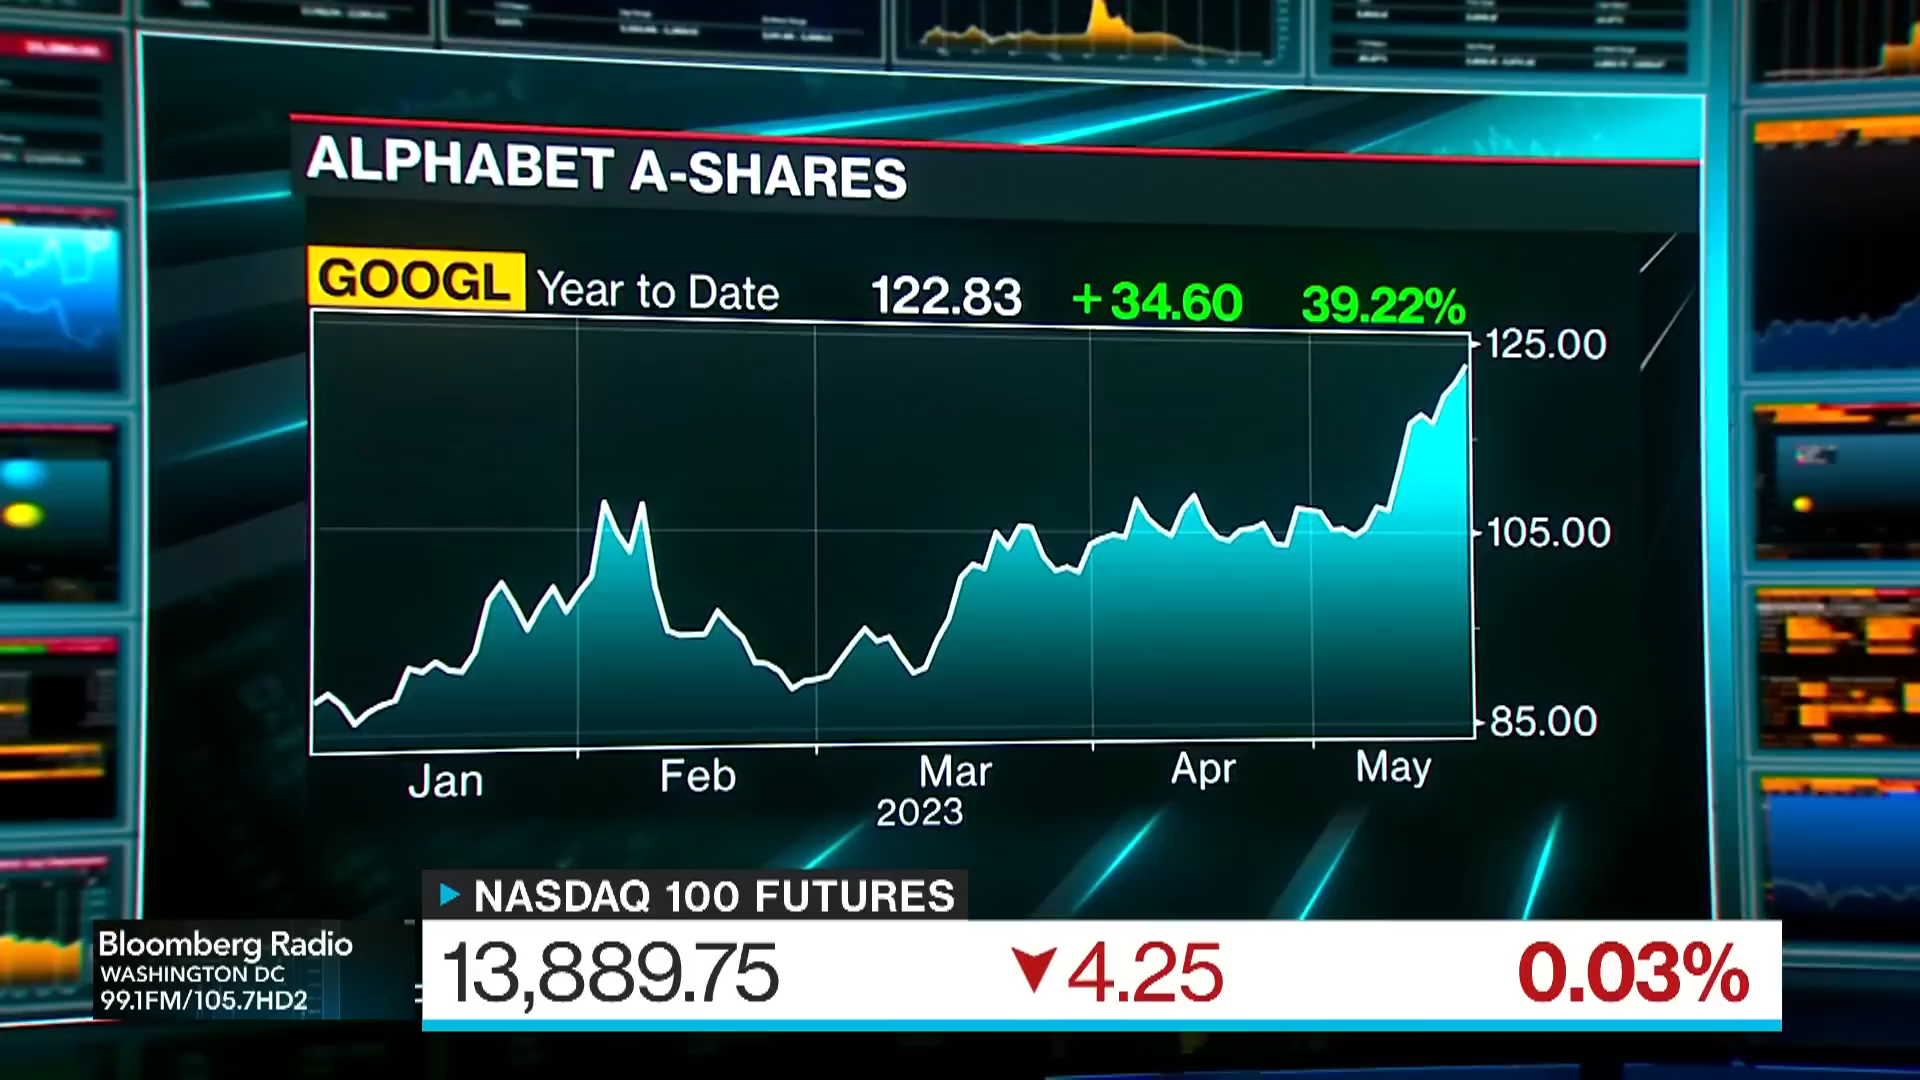 ALPHABET A-SHARES
GOOGL Year to Date 122.83 +34.60 39.22%
125.00
105.00
85.00
Jan Feb Mar Apr May
2023
NASDAQ 100 FUTURES
13,889.75 ▼4.25 0.03%
Bloomberg Radio
WASHINGTON DC
99.1FM/105.7HD2